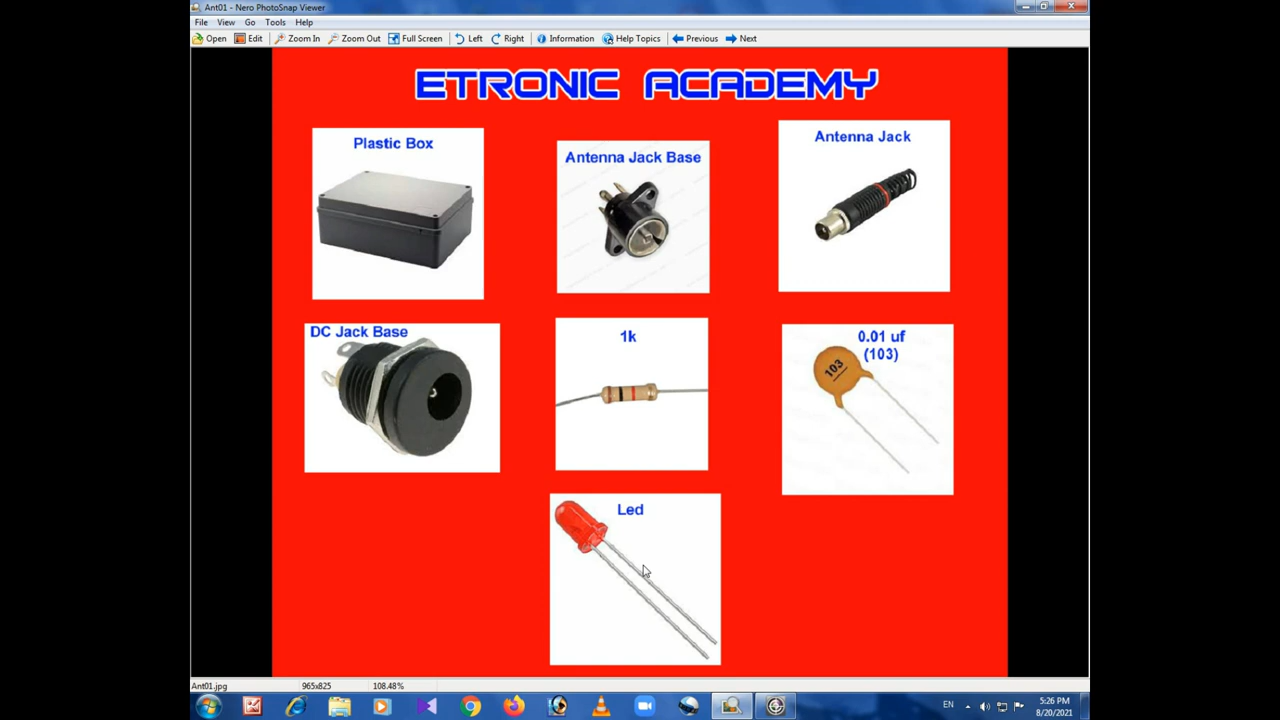 Ant01 - Nero PhotoSnap Viewer
File View Go Tools Help
Open Edit Zoom In Zoom Out Full Screen Left Right Information Help Topics Previous Next
ETRONIC ACADEMY
Plastic Box
Antenna Jack Base
Antenna Jack
DC Jack Base
1k
0.01 uf
(103)
103
Led
Ant01.jpg 965x825 108.48%
EN 5:26 PM
8/20/2021